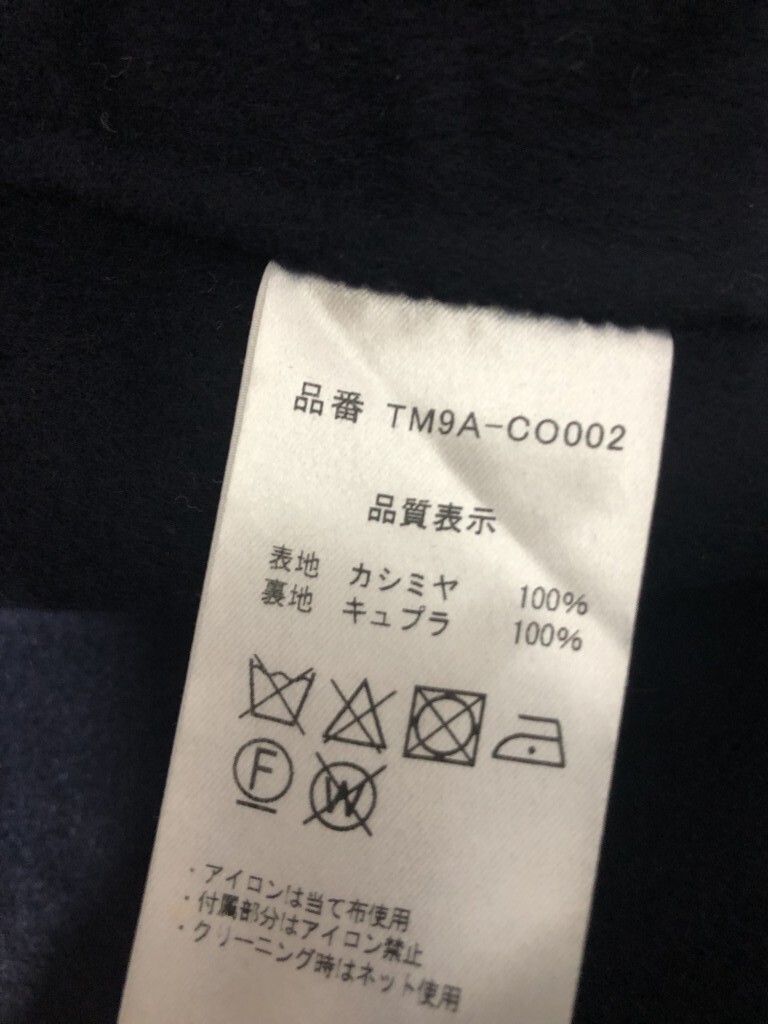 品番 TM9A-CO002
品質表示
表地 カシミヤ 100%
裏地 キュプラ 100%
F W
・アイロンは当て布使用
・付属部分はアイロン禁止
・クリーニング時はネット使用